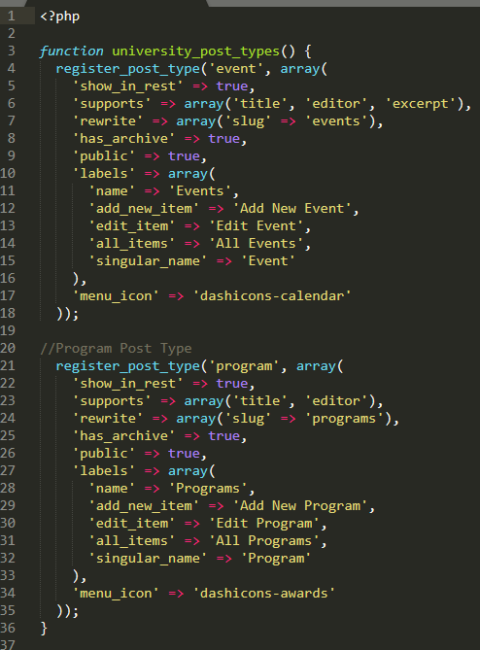 1 <?php
2
3 function university_post_types() {
4   register_post_type('event', array(
5     'show_in_rest' => true,
6     'supports' => array('title', 'editor', 'excerpt'),
7     'rewrite' => array('slug' => 'events'),
8     'has_archive' => true,
9     'public' => true,
10     'labels' => array(
11       'name' => 'Events',
12       'add_new_item' => 'Add New Event',
13       'edit_item' => 'Edit Event',
14       'all_items' => 'All Events',
15       'singular_name' => 'Event'
16     ),
17     'menu_icon' => 'dashicons-calendar'
18   ));
19
20 //Program Post Type
21   register_post_type('program', array(
22     'show_in_rest' => true,
23     'supports' => array('title', 'editor'),
24     'rewrite' => array('slug' => 'programs'),
25     'has_archive' => true,
26     'public' => true,
27     'labels' => array(
28       'name' => 'Programs',
29       'add_new_item' => 'Add New Program',
30       'edit_item' => 'Edit Program',
31       'all_items' => 'All Programs',
32       'singular_name' => 'Program'
33     ),
34     'menu_icon' => 'dashicons-awards'
35   ));
36 }
37